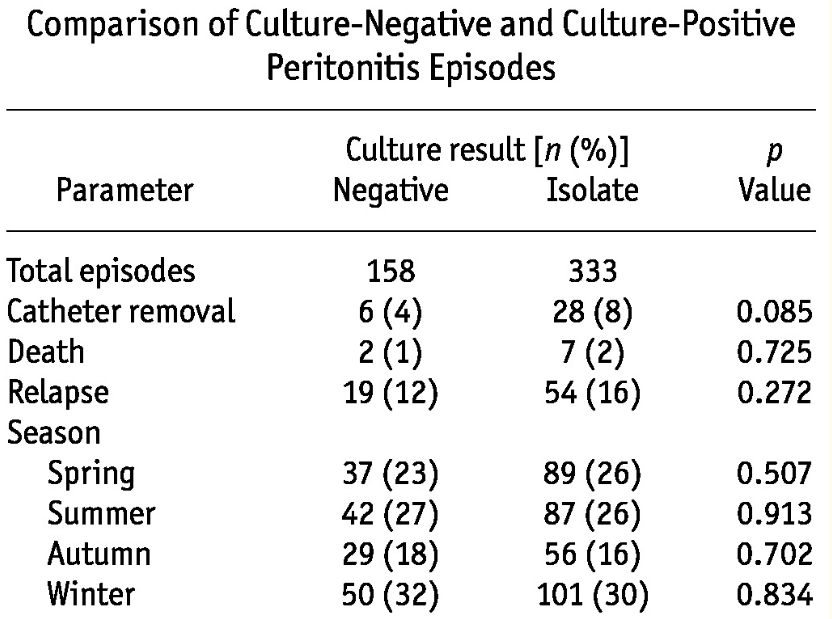 Comparison of Culture-Negative and Culture-Positive
Peritonitis Episodes
Culture result [n (%)] p
Parameter Negative Isolate Value
Total episodes 158 333
Catheter removal 6 (4) 28 (8) 0.085
Death 2 (1) 7 (2) 0.725
Relapse 19 (12) 54 (16) 0.272
Season
Spring 37 (23) 89 (26) 0.507
Summer 42 (27) 87 (26) 0.913
Autumn 29 (18) 56 (16) 0.702
Winter 50 (32) 101 (30) 0.834